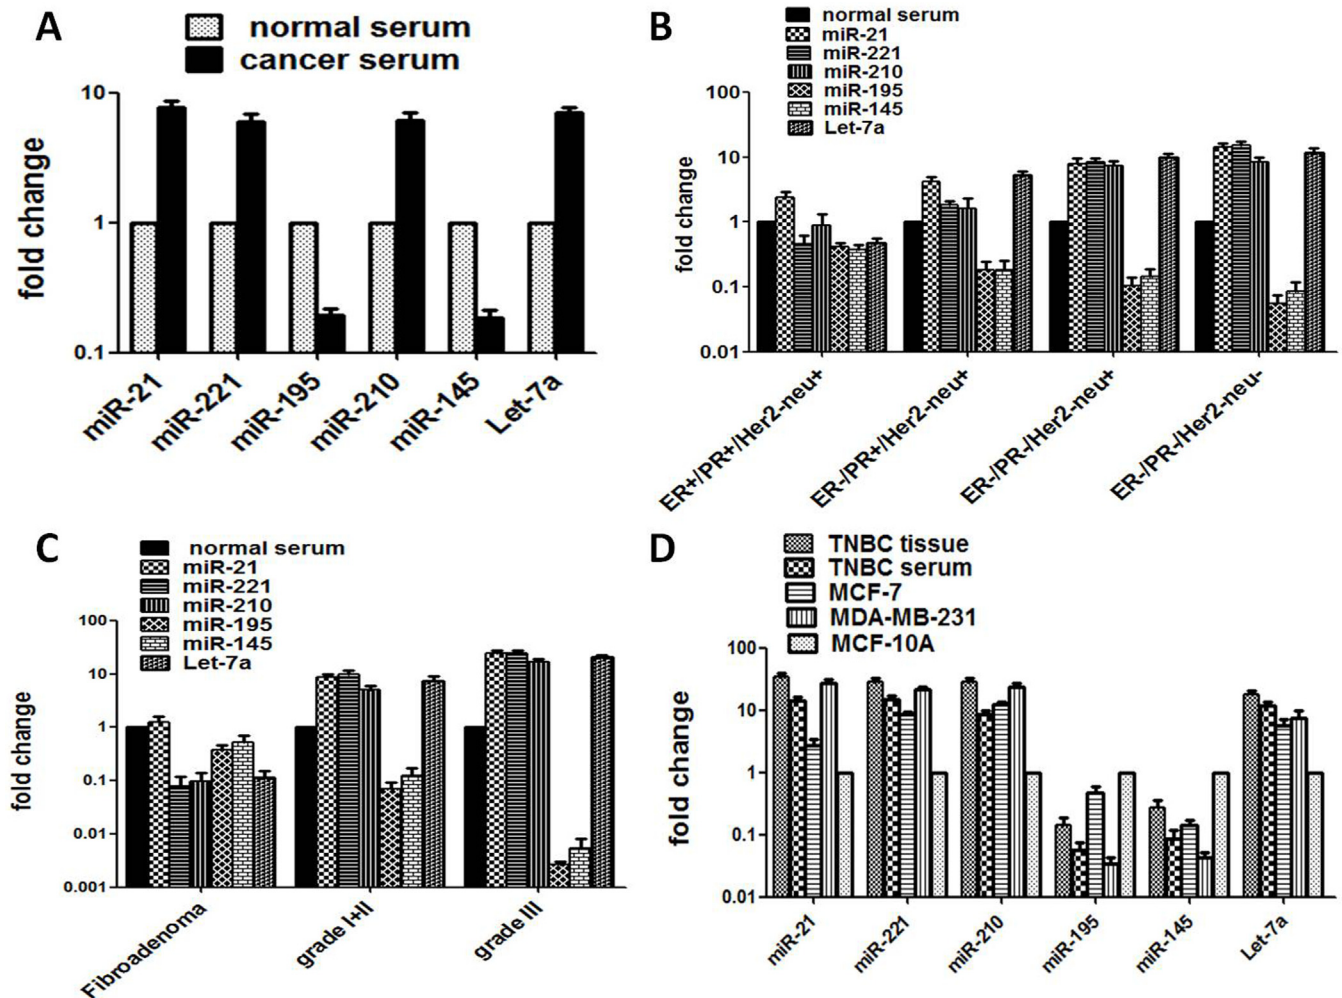 A
normal serum
cancer serum
fold change
10
1
0.1
miR-21
miR-221
miR-195
miR-210
miR-145
Let-7a
B
normal serum
miR-21
miR-221
miR-210
miR-195
miR-145
Let-7a
fold change
100
10
1
0.1
0.01
ER+/PR+/Her2-neu+
ER-/PR+/Her2-neu+
ER-/PR-/Her2-neu+
ER-/PR-/Her2-neu-
C
normal serum
miR-21
miR-221
miR-210
miR-195
miR-145
Let-7a
fold change
100
10
1
0.1
0.01
0.001
Fibroadenoma
grade I+II
grade III
D
TNBC tissue
TNBC serum
MCF-7
MDA-MB-231
MCF-10A
fold change
100
10
1
0.1
0.01
miR-21
miR-221
miR-210
miR-195
miR-145
Let-7a